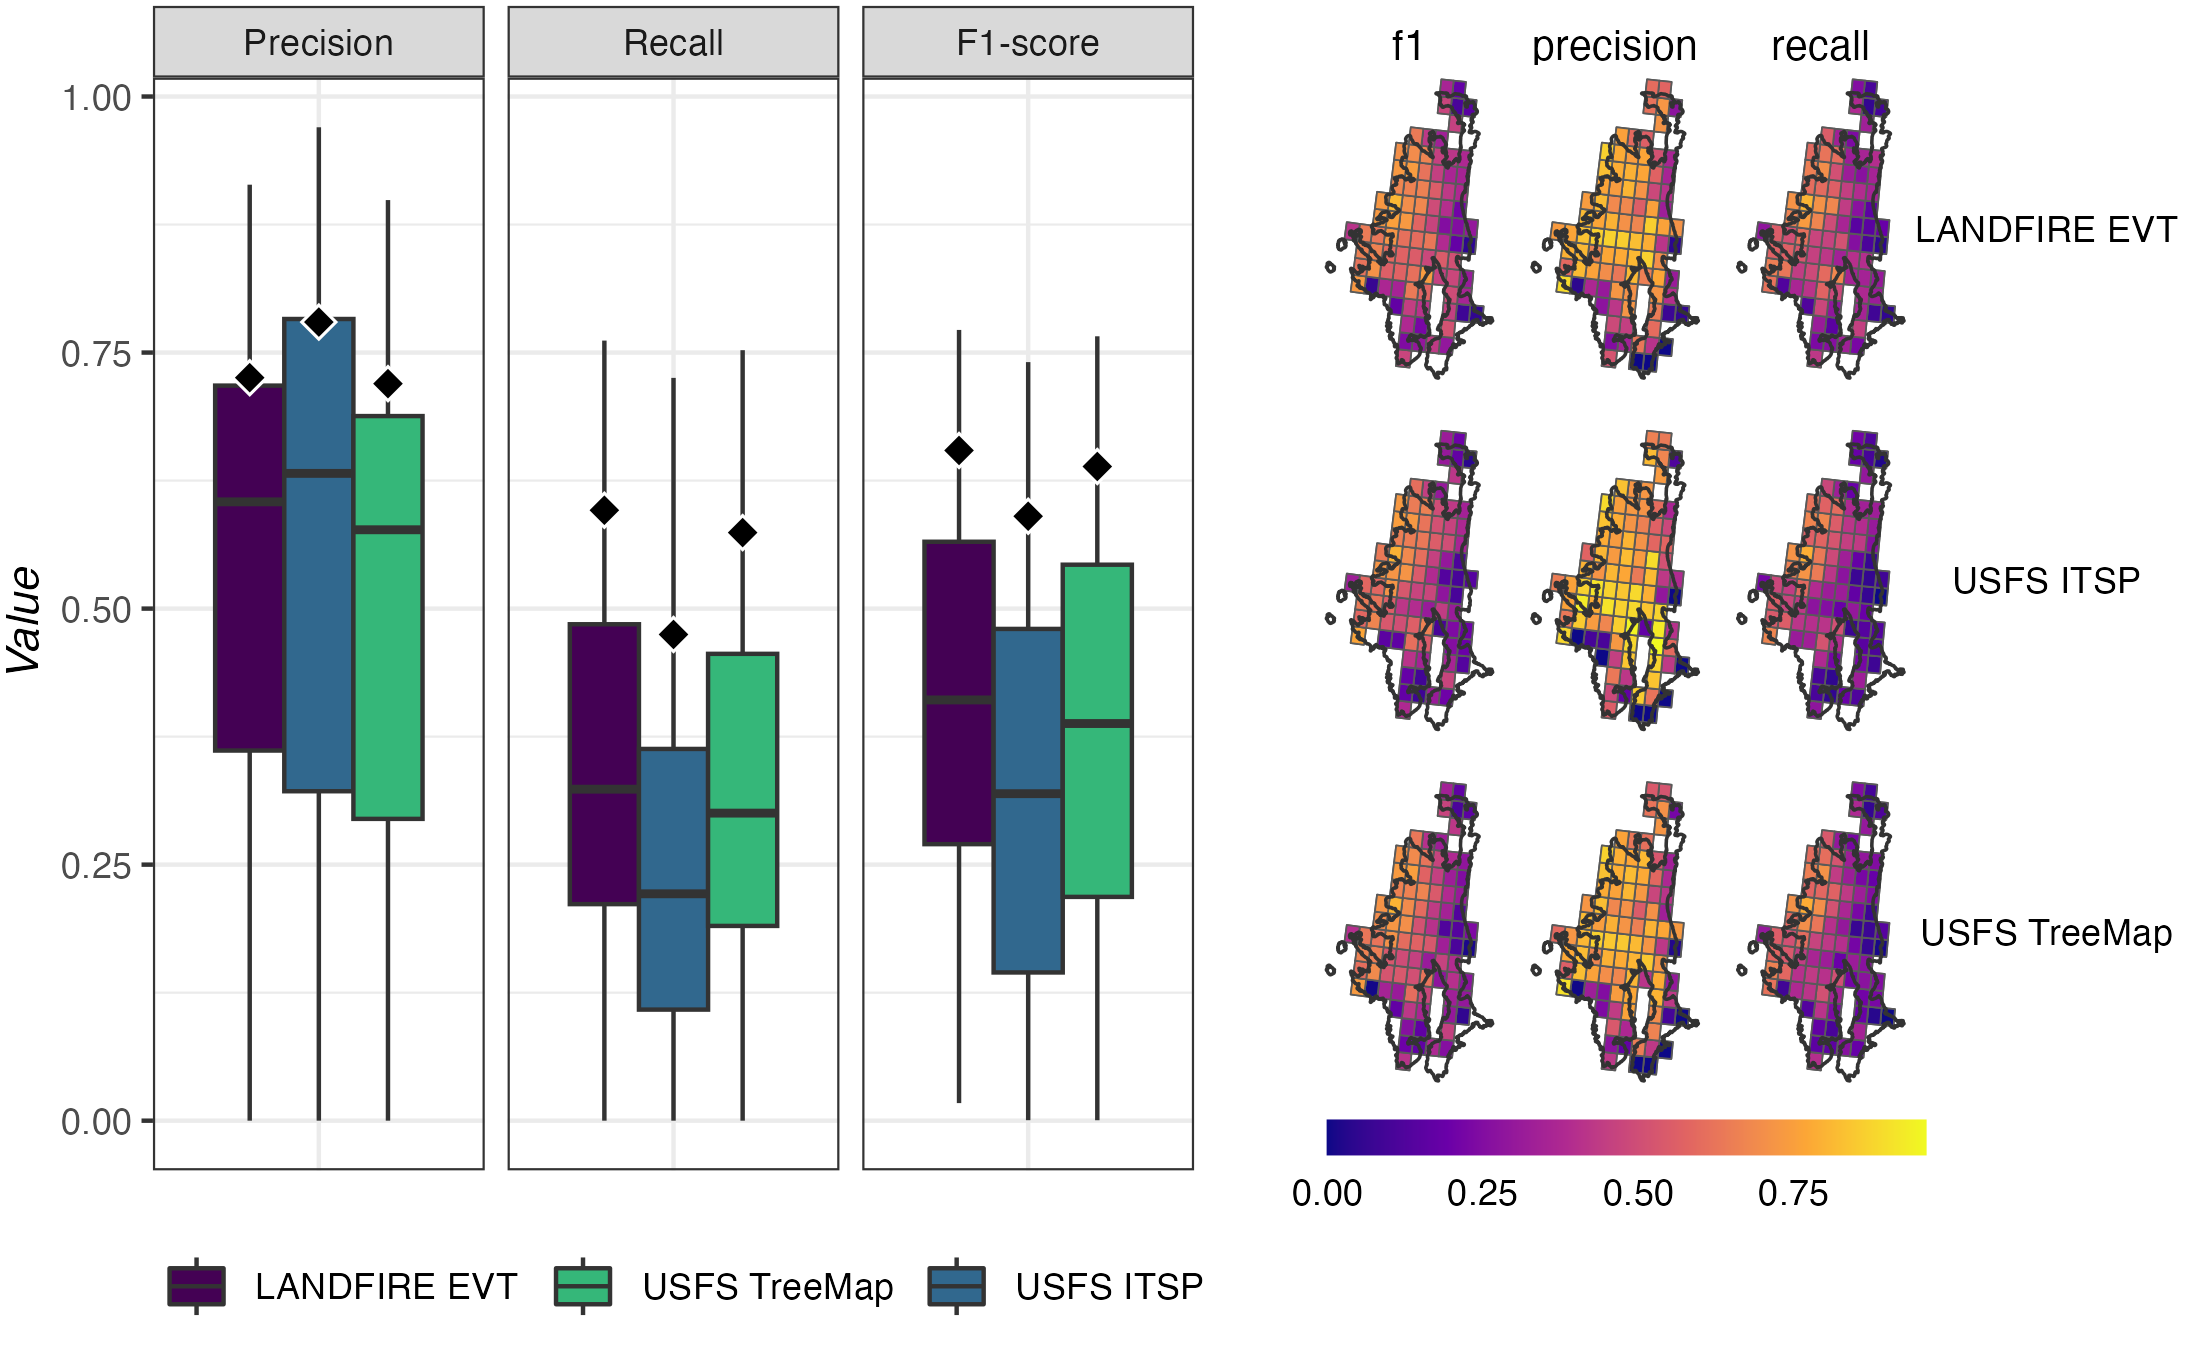 Precision Recall F1-score
1.00
0.75
0.50
0.25
0.00
Value
LANDFIRE EVT USFS TreeMap USFS ITSP
f1 precision recall
LANDFIRE EVT
USFS ITSP
USFS TreeMap
0.00 0.25 0.50 0.75